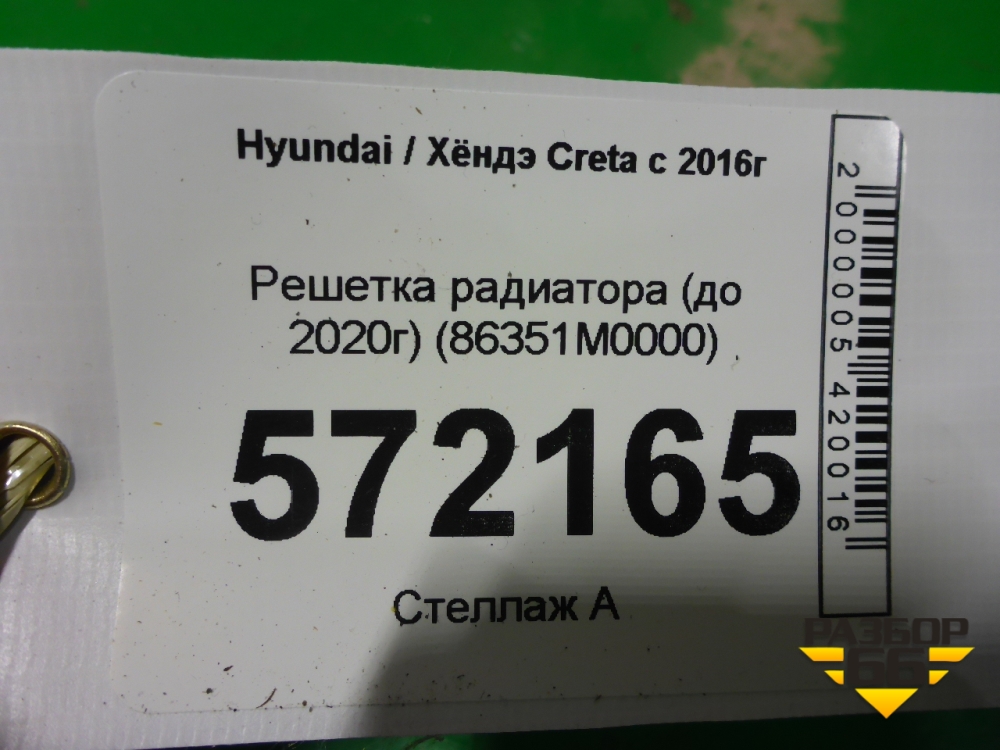 Hyundai / Хёндэ Creta с 2016г
Решетка радиатора (до
2020г) (86351M0000)
572165
Стеллаж А
2000005420016
РАЗБОР
66